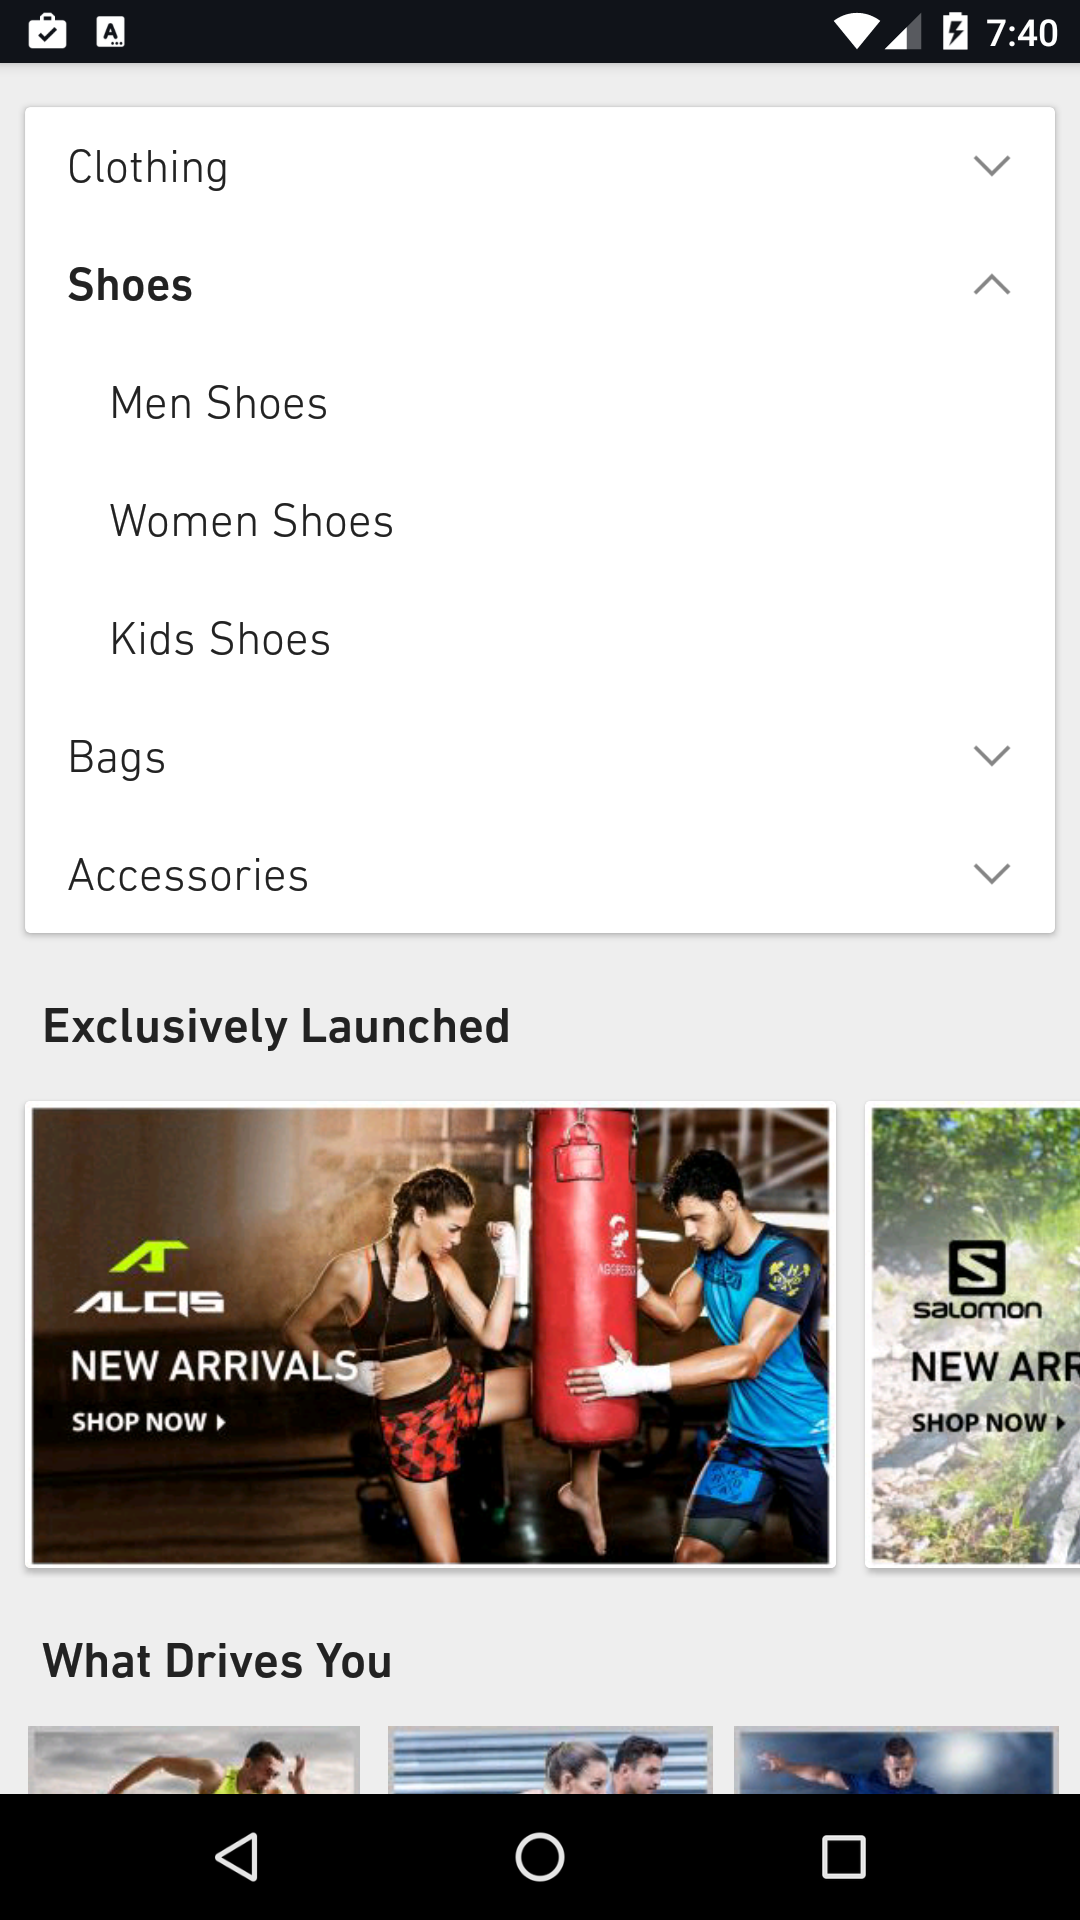 7:40
Clothing
Shoes
Men Shoes
Women Shoes
Kids Shoes
Bags
Accessories
Exclusively Launched
ALCIS
NEW ARRIVALS
SHOP NOW
salomon
NEW ARR
SHOP NOW
What Drives You